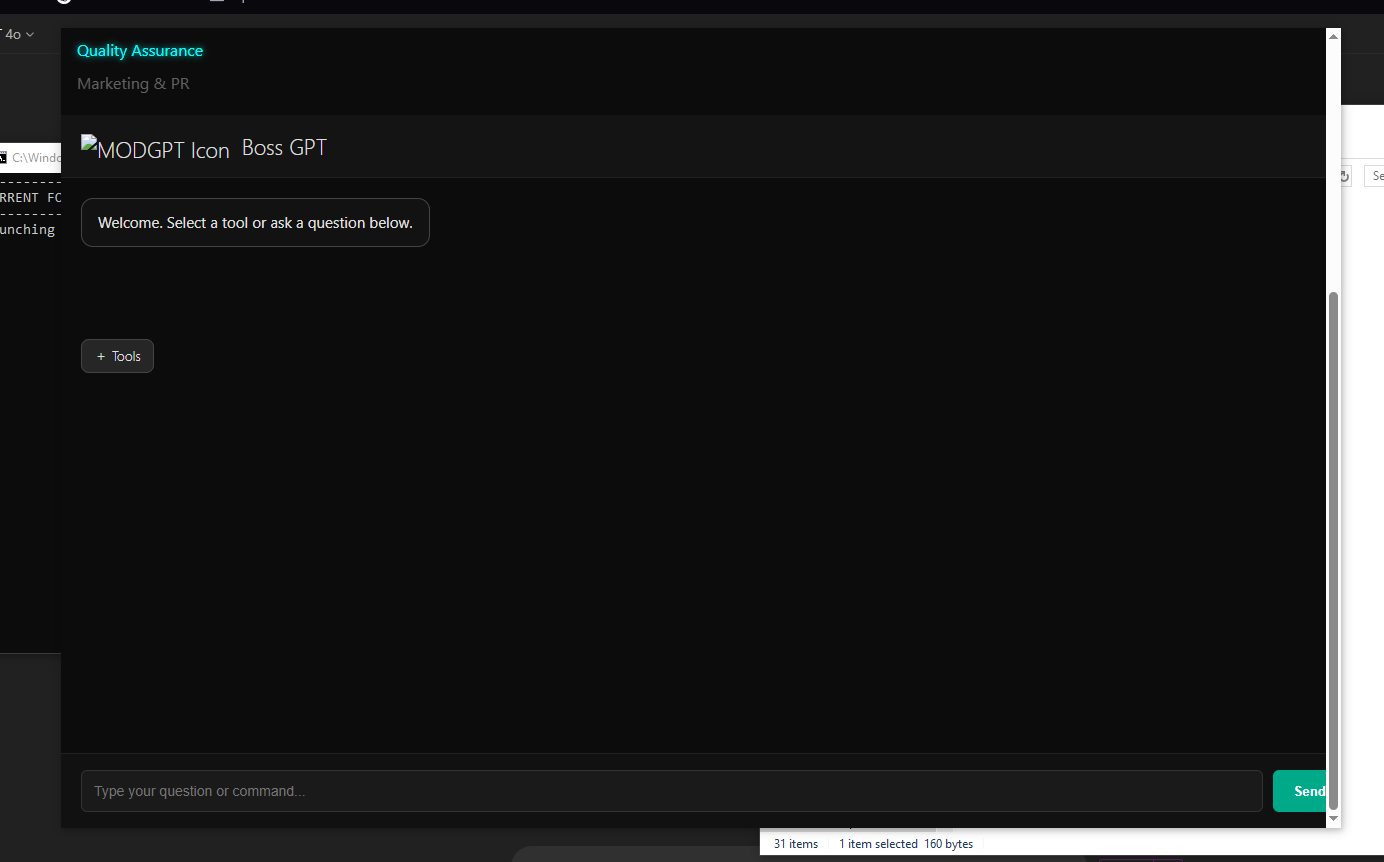 4o
Quality Assurance
Marketing & PR
MODGPT Icon Boss GPT
C:\Windo
RRENT FO
unching
Se
Welcome. Select a tool or ask a question below.
+ Tools
Type your question or command...
Send
31 items 1 item selected 160 bytes